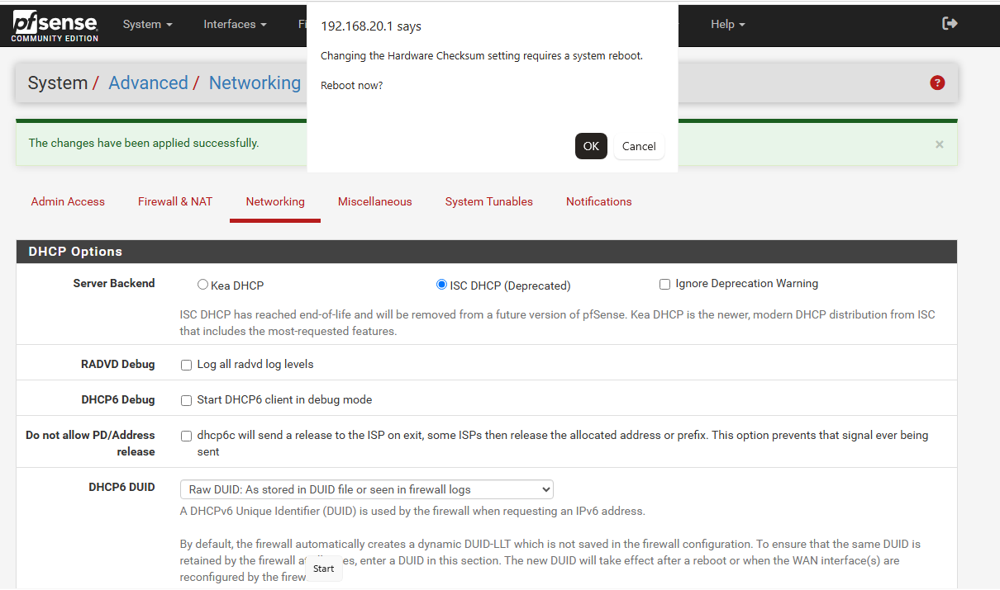 pfsense
COMMUNITY EDITION
System
Interfaces
Fi
Help
192.168.20.1 says
Changing the Hardware Checksum setting requires a system reboot.
Reboot now?
OK
Cancel
System / Advanced / Networking
?
The changes have been applied successfully.
×
Admin Access
Firewall & NAT
Networking
Miscellaneous
System Tunables
Notifications
DHCP Options
Server Backend
Kea DHCP
ISC DHCP (Deprecated)
Ignore Deprecation Warning
ISC DHCP has reached end-of-life and will be removed from a future version of pfSense. Kea DHCP is the newer, modern DHCP distribution from ISC
that includes the most-requested features.
RADVD Debug
Log all radvd log levels
DHCP6 Debug
Start DHCP6 client in debug mode
Do not allow PD/Address
release
dhcp6c will send a release to the ISP on exit, some ISPs then release the allocated address or prefix. This option prevents that signal ever being
sent
DHCP6 DUID
Raw DUID: As stored in DUID file or seen in firewall logs
A DHCPv6 Unique Identifier (DUID) is used by the firewall when requesting an IPv6 address.
By default, the firewall automatically creates a dynamic DUID-LLT which is not saved in the firewall configuration. To ensure that the same DUID is
retained by the firewall at es, enter a DUID in this section. The new DUID will take effect after a reboot or when the WAN interface(s) are
reconfigured by the firew
Start